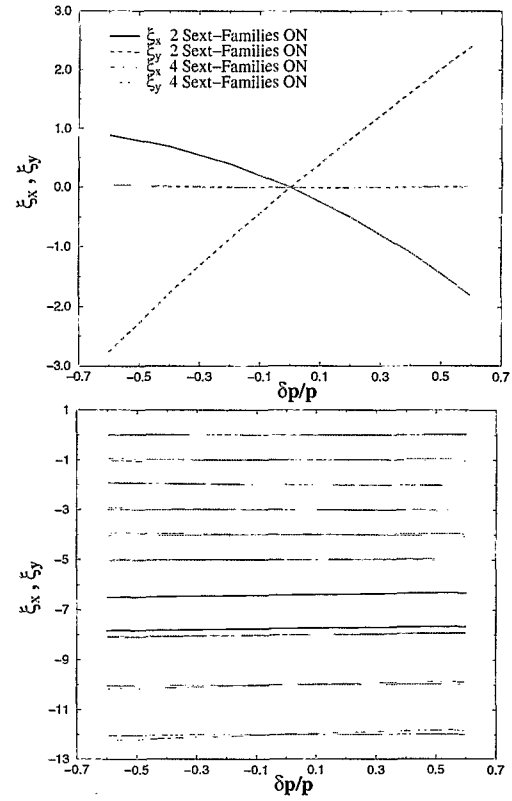 3.0
ξx 2 Sext–Families ON
ξy 2 Sext–Families ON
ξx 4 Sext–Families ON
ξy 4 Sext–Families ON
2.0
1.0
0.0
−1.0
−2.0
−3.0
ξx , ξy
−0.7 −0.5 −0.3 −0.1 0.1 0.3 0.5 0.7
δp/p
1
−1
−3
−5
−7
−9
−11
−13
ξx , ξy
−0.7 −0.5 −0.3 −0.1 0.1 0.3 0.5 0.7
δp/p